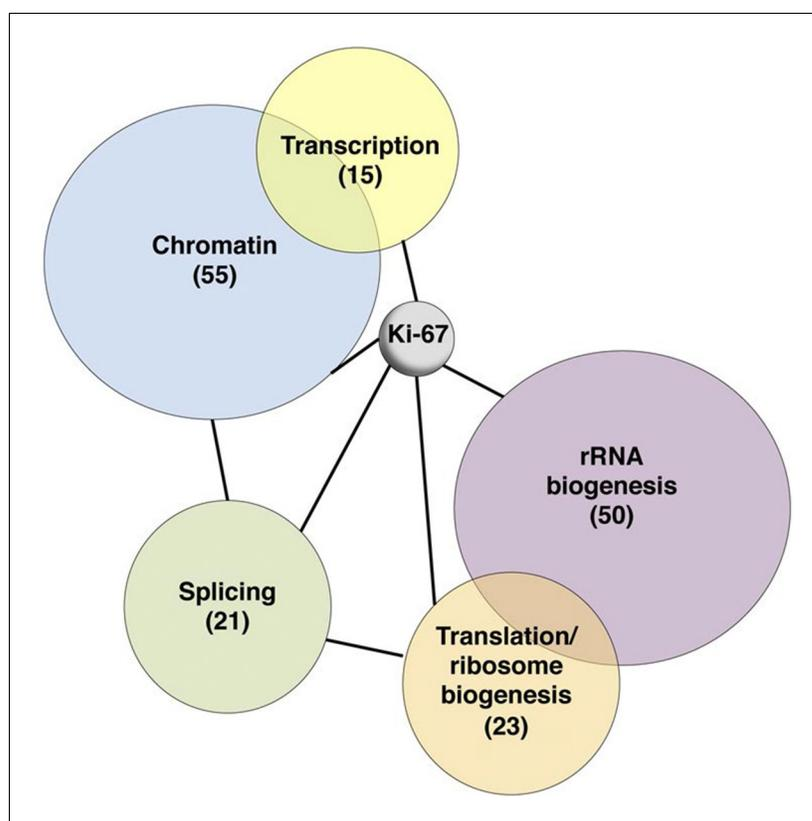 Transcription
(15)
Chromatin
(55)
Ki-67
rRNA
biogenesis
(50)
Splicing
(21)
Translation/
ribosome
biogenesis
(23)